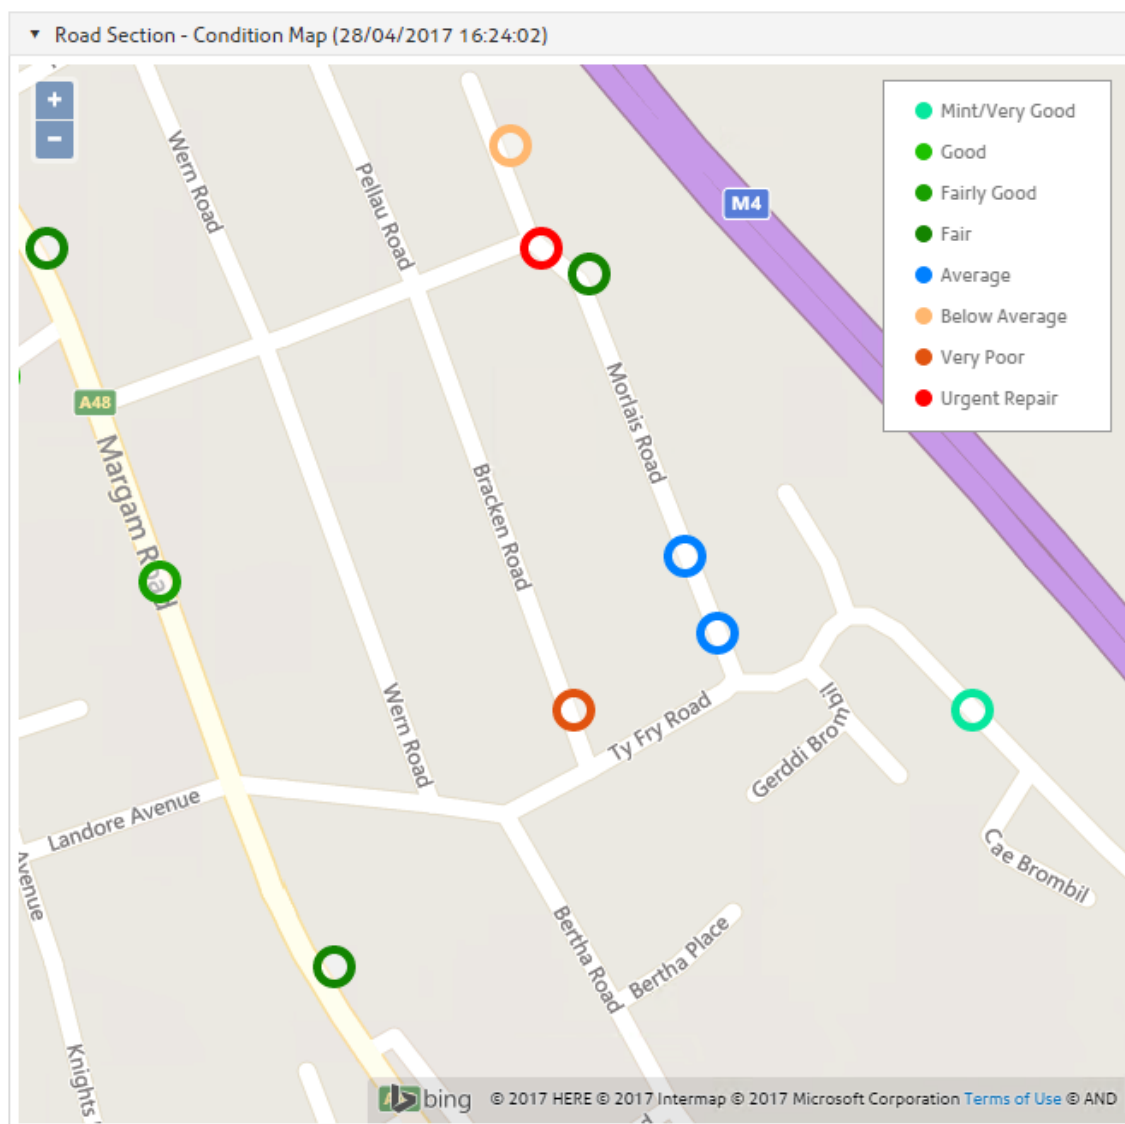 ▼ Road Section - Condition Map (28/04/2017 16:24:02)
+
−
Mint/Very Good
Good
Fairly Good
Fair
Average
Below Average
Very Poor
Urgent Repair
M4
Wern Road
Pellau Road
A48
Margam Road
Morlais Road
Bracken Road
Wern Road
Ty Fry Road
Gerddi Brombil
Landore Avenue
Avenue
Cae Brombil
Bertha Road
Bertha Place
Knights
bing © 2017 HERE © 2017 Intermap © 2017 Microsoft Corporation Terms of Use © AND